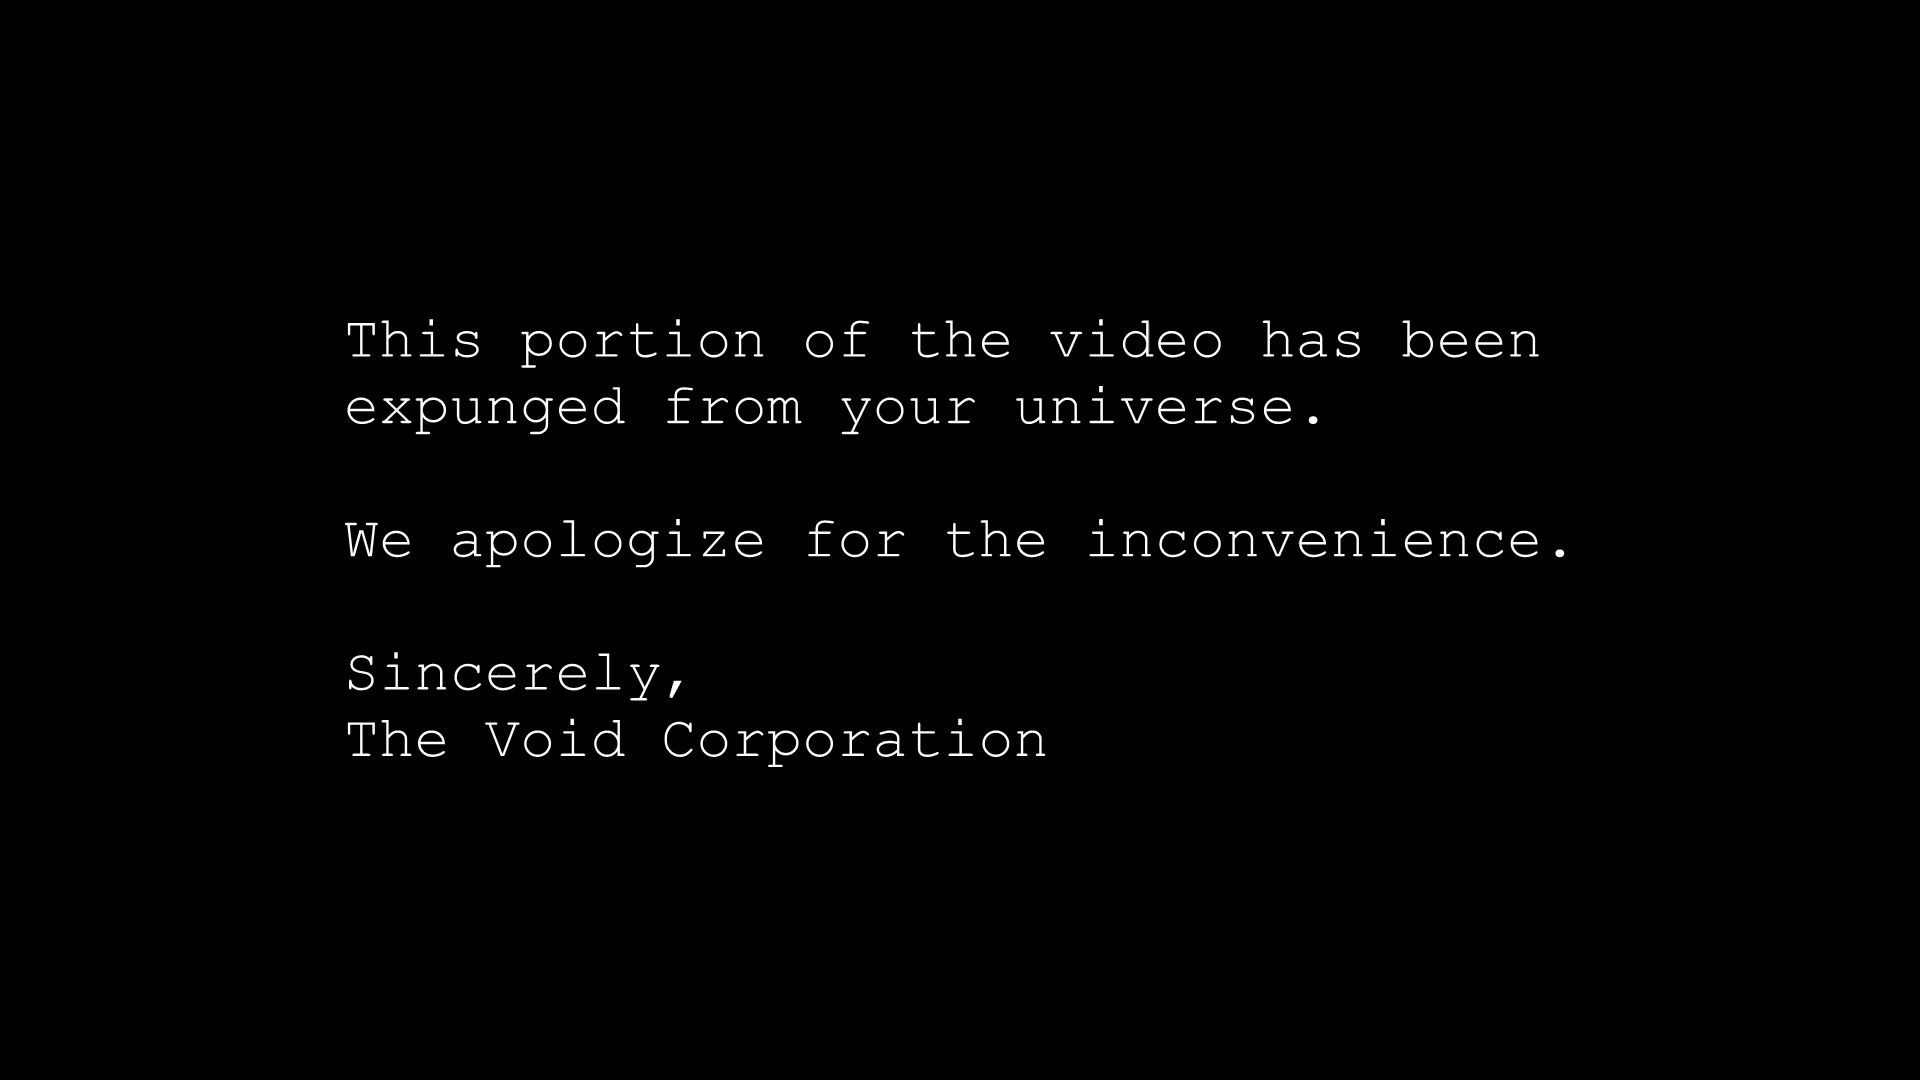 This portion of the video has been
expunged from your universe.
We apologize for the inconvenience.
Sincerely,
The Void Corporation